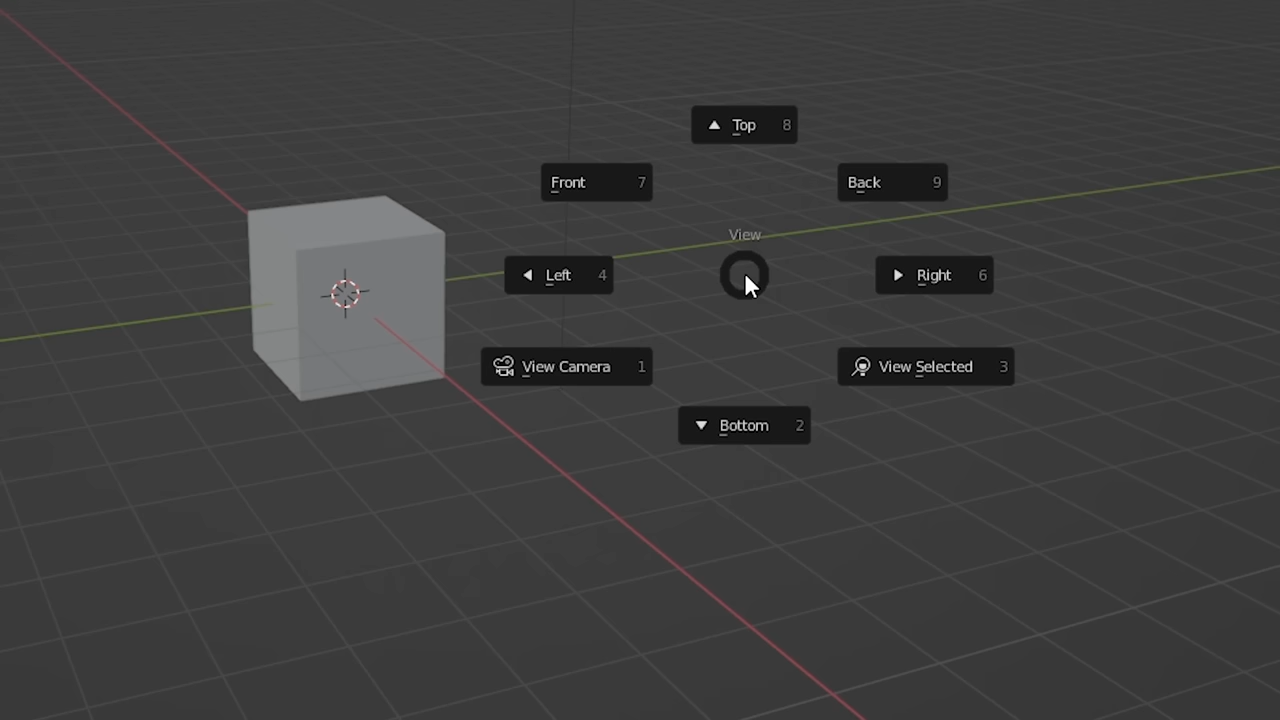 Top 8
Front 7
Back 9
View
Left 4
Right 6
View Camera 1
View Selected 3
Bottom 2